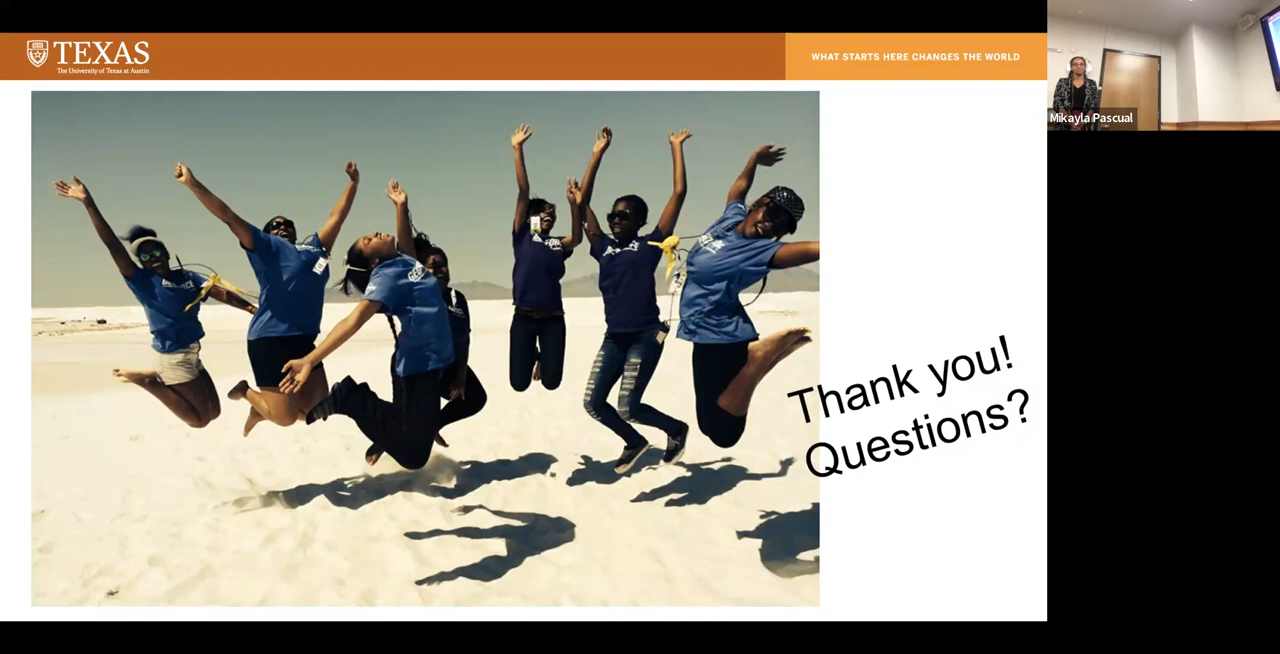 TEXAS
The University of Texas at Austin
WHAT STARTS HERE CHANGES THE WORLD
Mikayla Pascual
Thank you!
Questions?